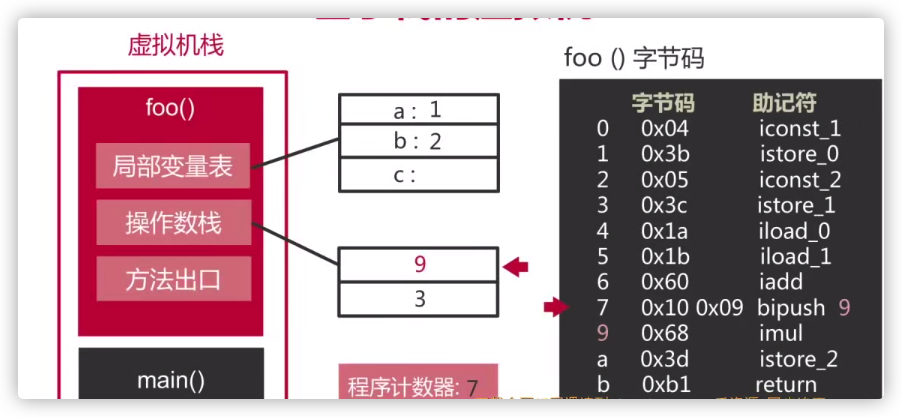 虚拟机栈
foo()
局部变量表
操作数栈
方法出口
main()
a : 1
b : 2
c :
9
3
程序计数器: 7
foo () 字节码
字节码 助记符
0 0x04 iconst_1
1 0x3b istore_0
2 0x05 iconst_2
3 0x3c istore_1
4 0x1a iload_0
5 0x1b iload_1
6 0x60 iadd
7 0x10 0x09 bipush 9
9 0x68 imul
a 0x3d istore_2
b 0xb1 return